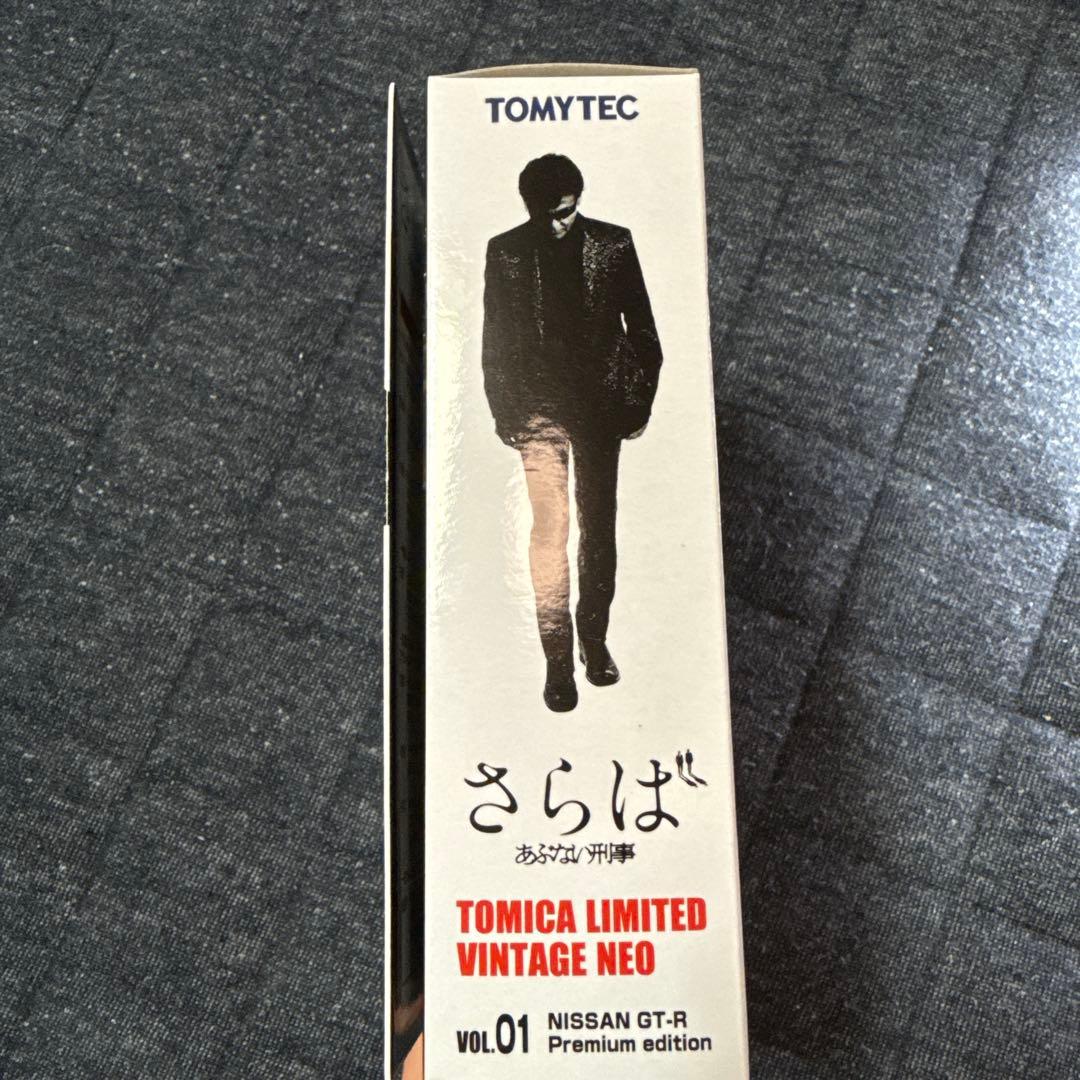 TOMYTEC
さらば
あぶない刑事
TOMICA LIMITED
VINTAGE NEO
VOL.01 NISSAN GT-R
Premium edition